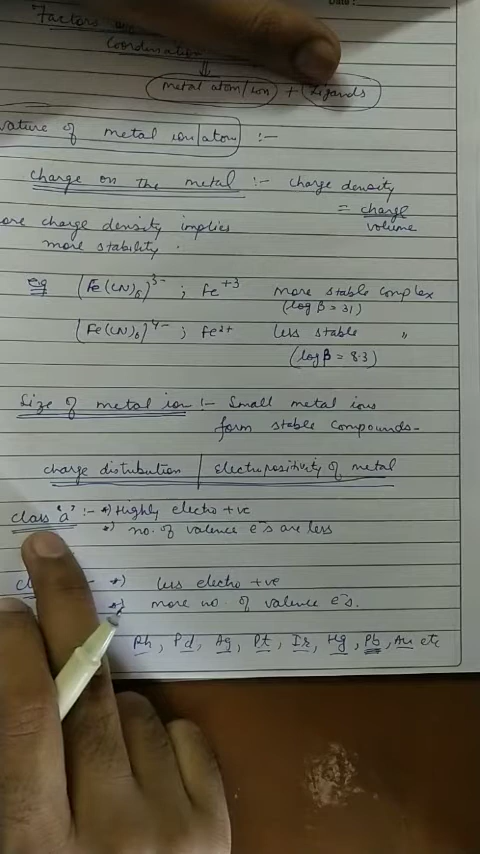 Date :
Factors
Coordination
⇓
metal atom/ion + Ligands
nature of metal ion/atom :-
charge on the metal :- charge density
= charge
volume
ore charge density implies
more stability .
eg [Fe(CN)6]3- ; Fe+3 more stable complex
(log β = 31)
[Fe(CN)6]4- ; Fe2+ less stable "
(log β = 8.3)
Size of metal ion :- Small metal ions
form stable compounds-
charge distribution | Electropositivity of metal
class 'a' :- *) Highly electro +ve
*) no. of valence e-s are less
*) less electro +ve
*) more no. of valence e-s.
Rh, Pd, Ag, Pt, Ir, Hg, Pb, Au etc